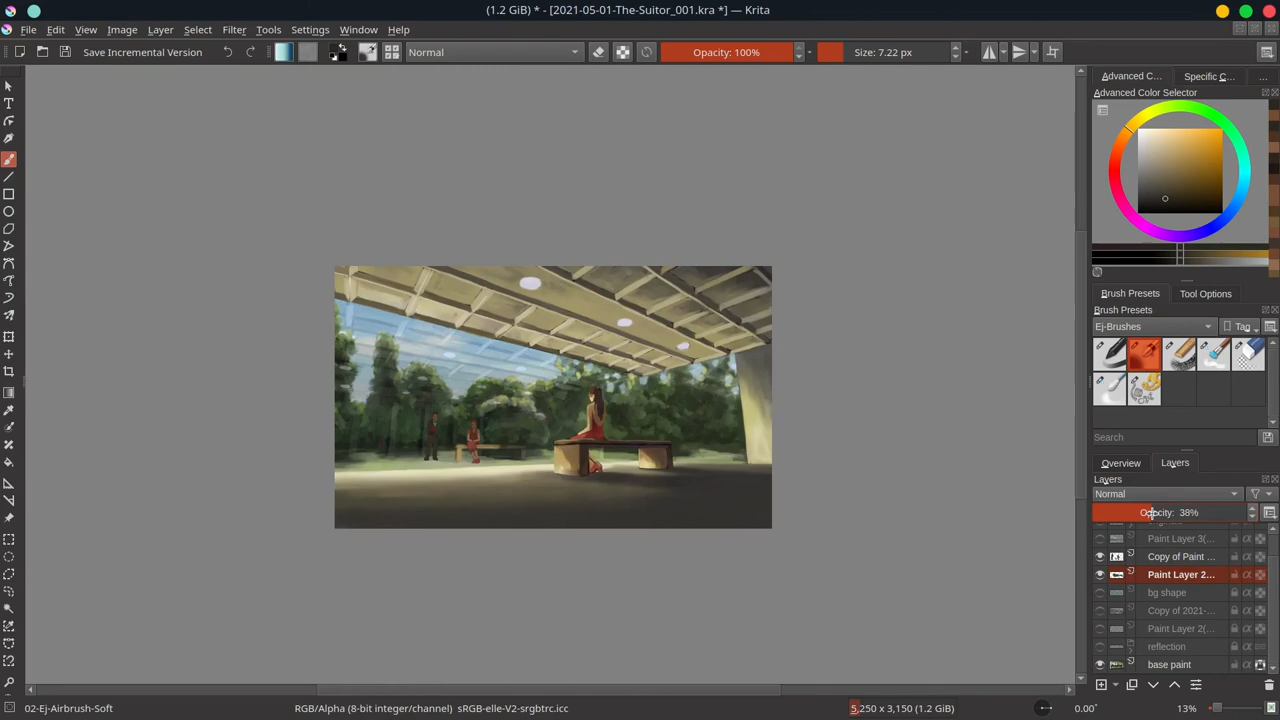 (1.2 GiB) * - [2021-05-01-The-Suitor_001.kra *] - Krita
File Edit View Image Layer Select Filter Tools Settings Window Help
Save Incremental Version Normal Opacity: 100% Size: 7.22 px
Advanced C... Specific C... ...
Advanced Color Selector
Brush Presets Tool Options
Brush Presets
Ej-Brushes Tag
Search
Overview Layers
Layers
Normal
Opacity: 38%
Paint Layer 3(...
Copy of Paint ...
Paint Layer 2...
bg shape
Copy of 2021-...
Paint Layer 2(...
reflection
base paint
02-Ej-Airbrush-Soft RGB/Alpha (8-bit integer/channel) sRGB-elle-V2-srgbtrc.icc 5,250 x 3,150 (1.2 GiB) 0.00° 13%